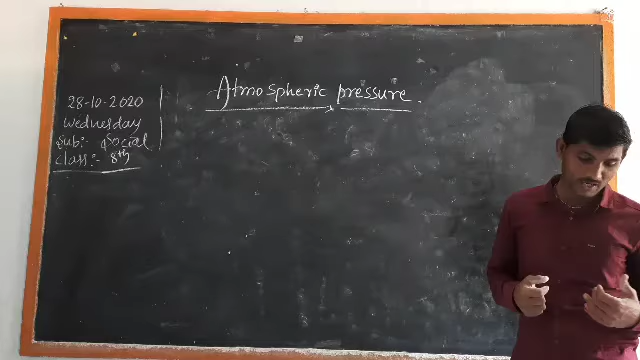 Atmospheric pressure.
28-10-2020
Wednesday
Sub:- Social
Class:- 8th